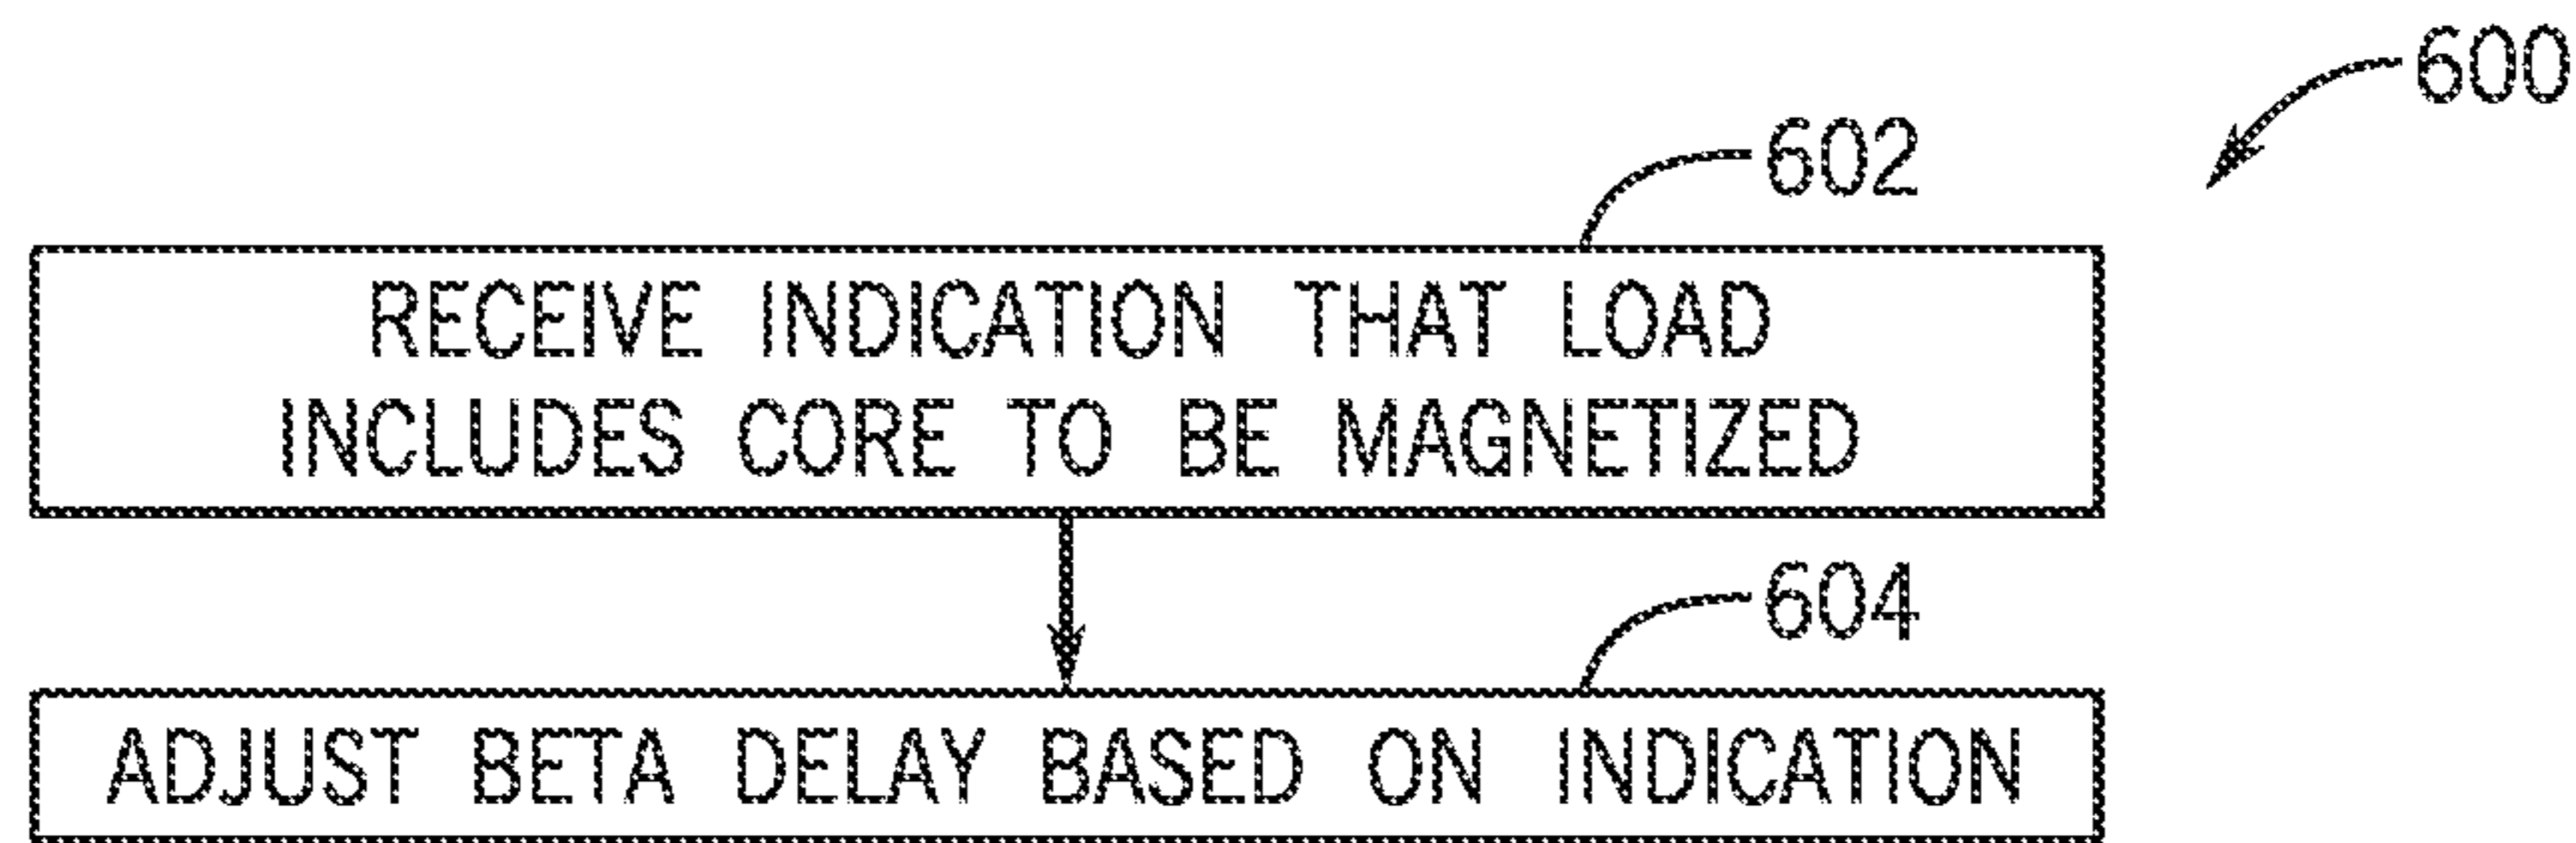 600
602
RECEIVE INDICATION THAT LOAD
INCLUDES CORE TO BE MAGNETIZED
604
ADJUST BETA DELAY BASED ON INDICATION